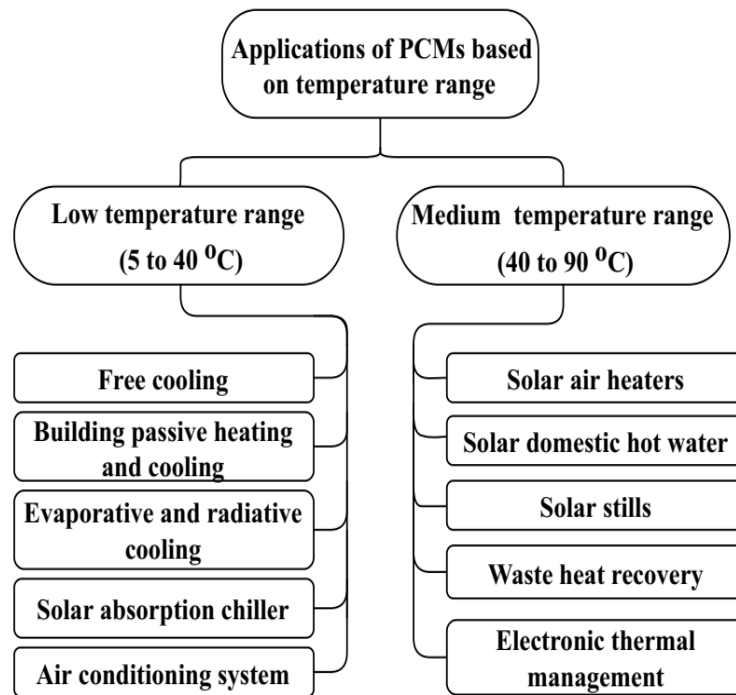 Applications of PCMs based
on temperature range
Low temperature range
(5 to 40 °C)
Medium temperature range
(40 to 90 °C)
Free cooling
Building passive heating
and cooling
Evaporative and radiative
cooling
Solar absorption chiller
Air conditioning system
Solar air heaters
Solar domestic hot water
Solar stills
Waste heat recovery
Electronic thermal
management